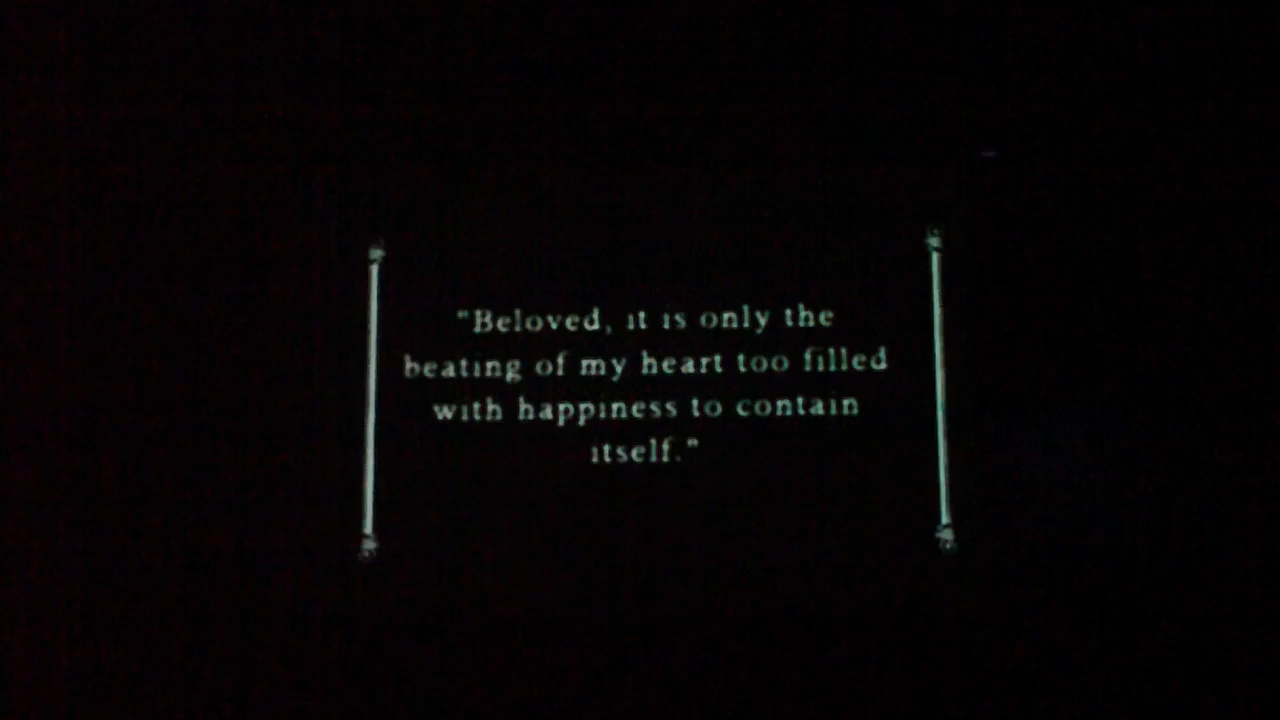 "Beloved, it is only the
beating of my heart too filled
with happiness to contain
itself."